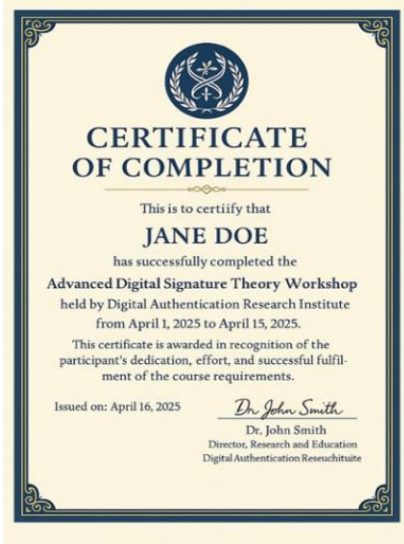 CERTIFICATE
OF COMPLETION
This is to certiify that
JANE DOE
has successfully completed the
Advanced Digital Signature Theory Workshop
held by Digital Authentication Research Institute
from April 1, 2025 to April 15, 2025.
This certificate is awarded in recognition of the
participant's dedication, effort, and successful fulfil-
ment of the course requirements.
Issued on: April 16, 2025
Dr. John Smith
Dr. John Smith
Director, Research and Education
Digital Authentication Reseuchituite